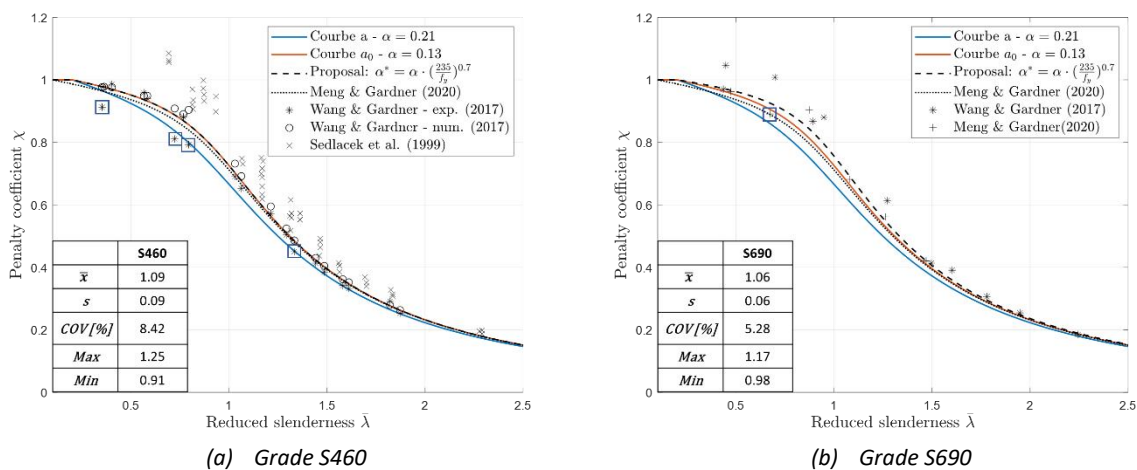 1.2
1
0.8
0.6
0.4
0.2
0
Penalty coefficient χ
Courbe a - α = 0.21
Courbe a₀ - α = 0.13
Proposal: α* = α · (235/f_y)^0.7
Meng & Gardner (2020)
Wang & Gardner - exp. (2017)
Wang & Gardner - num. (2017)
Sedlacek et al. (1999)
S460
x̄ 1.09
s 0.09
COV[%] 8.42
Max 1.25
Min 0.91
0.5 1 1.5 2 2.5
Reduced slenderness λ̄
(a) Grade S460
1.2
1
0.8
0.6
0.4
0.2
0
Penalty coefficient χ
Courbe a - α = 0.21
Courbe a₀ - α = 0.13
Proposal: α* = α · (235/f_y)^0.7
Meng & Gardner (2020)
Wang & Gardner (2017)
Meng & Gardner(2020)
S690
x̄ 1.06
s 0.06
COV[%] 5.28
Max 1.17
Min 0.98
0.5 1 1.5 2 2.5
Reduced slenderness λ̄
(b) Grade S690